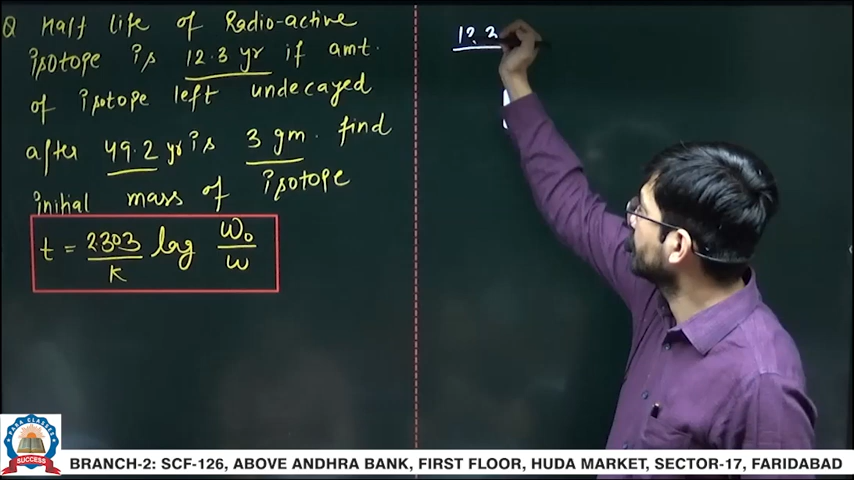 Q Half life of Radio-active
isotope is 12.3 yr if amt.
of isotope left undecayed
after 49.2 yr is 3 gm. find
initial mass of isotope
t = 2.303/K log W₀/W
12.3
SUCCESS
BRANCH-2: SCF-126, ABOVE ANDHRA BANK, FIRST FLOOR, HUDA MARKET, SECTOR-17, FARIDABAD